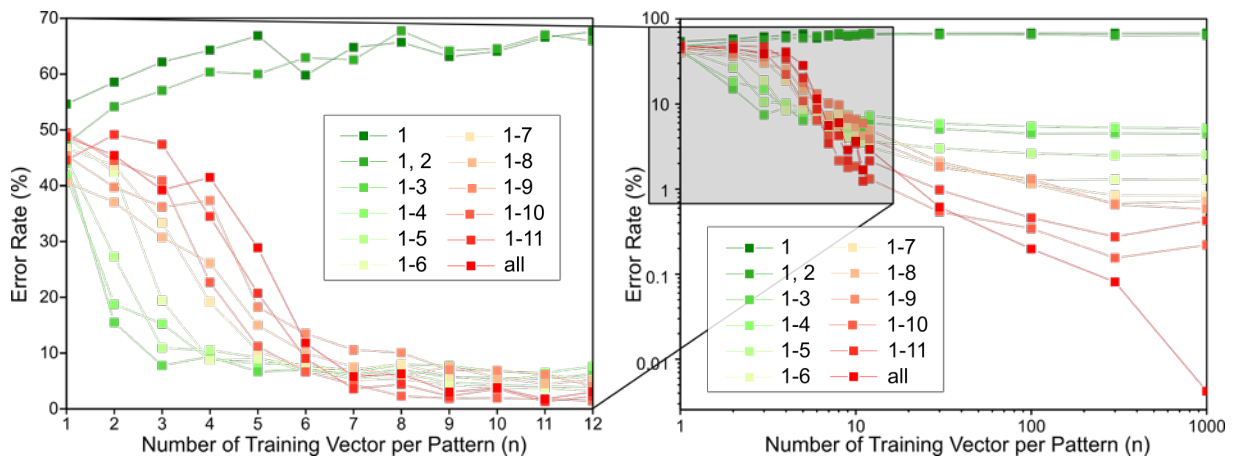 70
60
50
40
30
20
10
0
Error Rate (%)
1 1-7
1, 2 1-8
1-3 1-9
1-4 1-10
1-5 1-11
1-6 all
1 2 3 4 5 6 7 8 9 10 11 12
Number of Training Vector per Pattern (n)
100
10
1
0.1
0.01
Error Rate (%)
1 1-7
1, 2 1-8
1-3 1-9
1-4 1-10
1-5 1-11
1-6 all
1 10 100 1000
Number of Training Vector per Pattern (n)